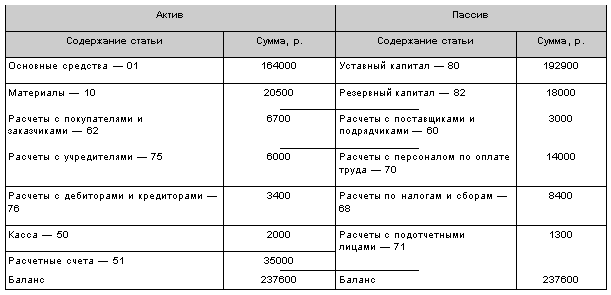 Актив Пассив
Содержание статьи Сумма, р. Содержание статьи Сумма, р.
Основные средства — 01 164000 Уставный капитал — 80 192900
Материалы — 10 20500 Резервный капитал — 82 18000
Расчеты с покупателями и 6700 Расчеты с поставщиками и 3000
заказчиками — 62 подрядчиками — 60
Расчеты с учредителями — 75 6000 Расчеты с персоналом по оплате 14000
труда — 70
Расчеты с дебиторами и кредиторами — 3400 Расчеты по налогам и сборам — 8400
76 68
Касса — 50 2000 Расчеты с подотчетными 1300
лицами — 71
Расчетные счета — 51 35000
Баланс 237600 Баланс 237600